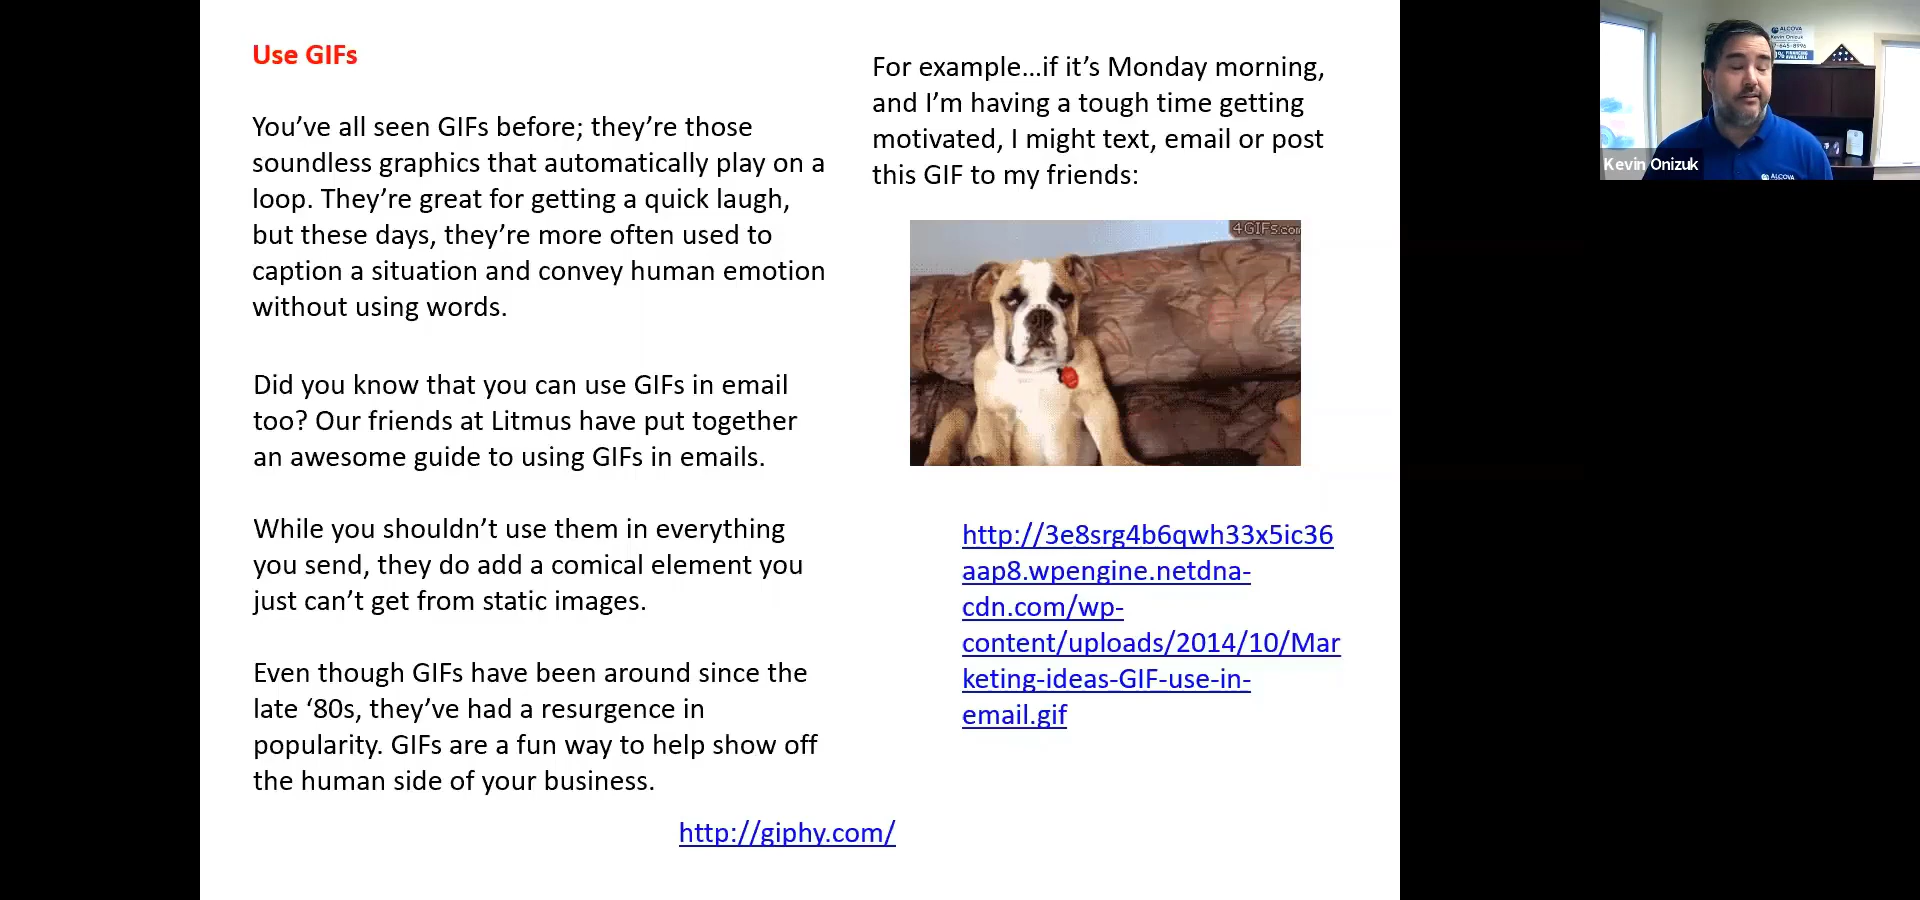 Use GIFs
You’ve all seen GIFs before; they’re those
soundless graphics that automatically play on a
loop. They’re great for getting a quick laugh,
but these days, they’re more often used to
caption a situation and convey human emotion
without using words.
Did you know that you can use GIFs in email
too? Our friends at Litmus have put together
an awesome guide to using GIFs in emails.
While you shouldn’t use them in everything
you send, they do add a comical element you
just can’t get from static images.
Even though GIFs have been around since the
late ‘80s, they’ve had a resurgence in
popularity. GIFs are a fun way to help show off
the human side of your business.
For example...if it’s Monday morning,
and I’m having a tough time getting
motivated, I might text, email or post
this GIF to my friends:
4GIFs.com
http://3e8srg4b6qwh33x5ic36
aap8.wpengine.netdna-
cdn.com/wp-
content/uploads/2014/10/Mar
keting-ideas-GIF-use-in-
email.gif
http://giphy.com/
ALCOVA
Kevin Onizuk
FINANCING
AVAILABLE
Kevin Onizuk
ALCOVA